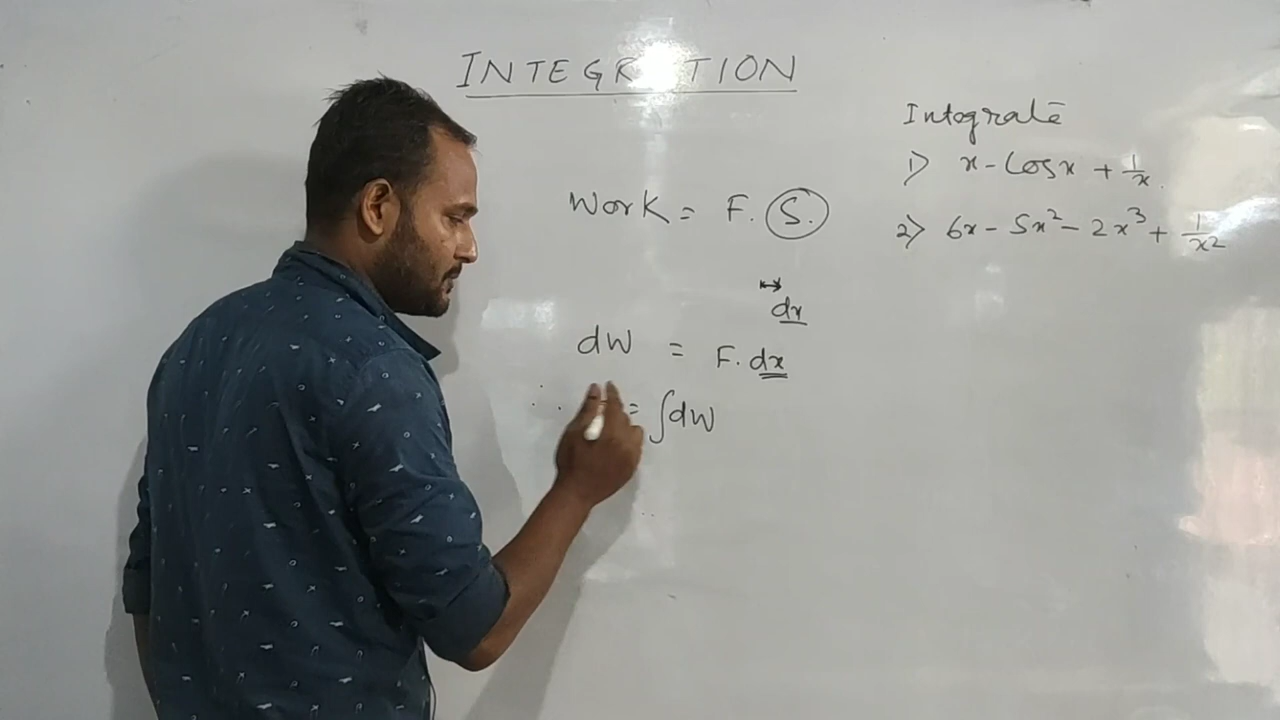 INTEGRATION
Work = F. S.
dx
dW = F. dx
= ∫dW
Integrate
1) x - Cosx + 1/x
2) 6x - 5x² - 2x³ + 1/x²